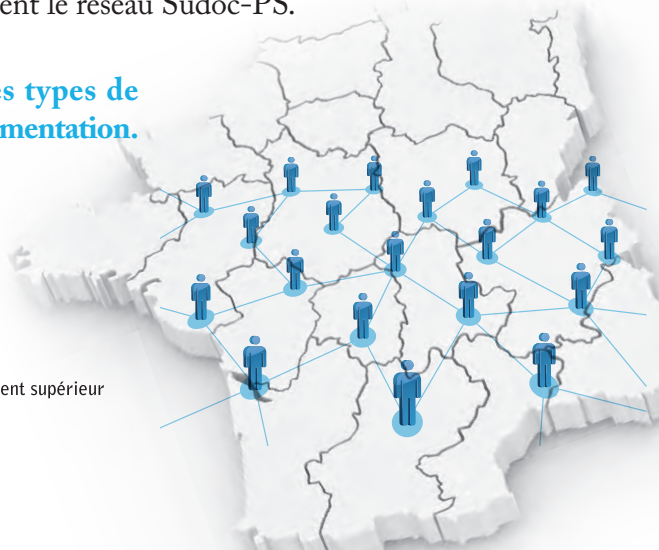 ent le réseau Sudoc-PS.
es types de
mentation.
ent supérieur